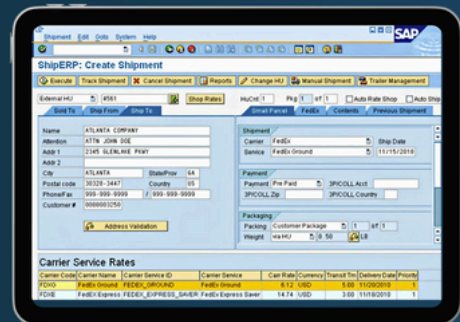 Shipment Edit Goto System Help
SAP
ShipERP: Create Shipment
Execute Track Shipment Cancel Shipment Reports Change HU Manual Shipment Trailer Management
External HU 4561 Shop Rates HuCnt 1 Pkg 1 of 1 Auto Rate Shop Auto Shop
Sold To Ship From Ship To Small Parcel FedEx Contents Previous Shipment
Name ATLANTA COMPANY
Attention ATTN JOHN DOE
Addr 1 2345 GLENLAKE PKWY
Addr 2
City ATLANTA State/Prov GA
Postal code 30328-3447 Country US
Phone/Fax 999-999-9999 / 999-999-9999
Customer # 0000003250
Address Validation
Shipment
Carrier FedEx Ship Date
Service FedEx Ground 11/15/2010
Payment
Payment Pre Paid 3P/COLL Acct
3P/COLL Zip 3P/COLL Country
Packaging
Packing Customer Package 1 of 1
Weight via HU 0.50 LB
Carrier Service Rates
Carrier Code Carrier Name Carrier Service ID Carrier Service Carr Rate Currency Transit Tm Delivery Date Priority
FDXG FedEx Ground FEDEX_GROUND FedEx Ground 6.12 USD 5.00 11/20/2010 1
FDXE FedEx Express FEDEX_EXPRESS_SAVER FedEx Express Saver 14.74 USD 3.00 11/18/2010 1